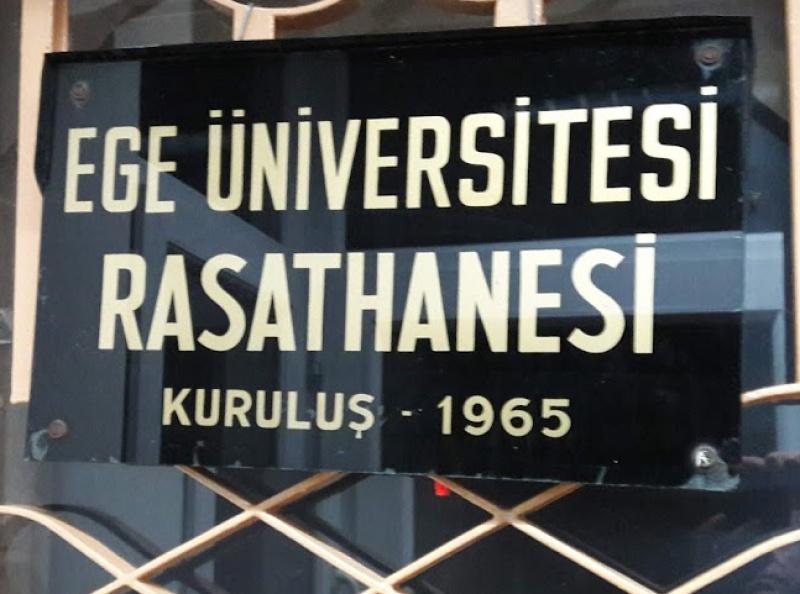 EGE ÜNİVERSİTESİ
RASATHANESİ
KURULUŞ - 1965